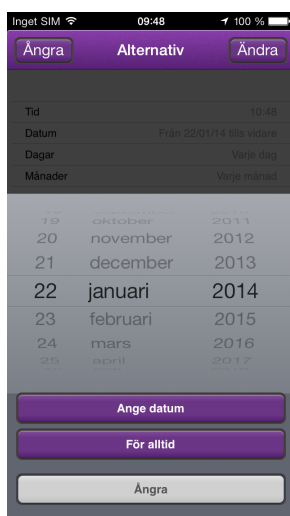 Inget SIM 09:48 100 %
Ångra Alternativ Ändra
Tid 10:48
Datum Från 22/01/14 tills vidare
Dagar Varje dag
Månader Varje månad
19 oktober 2011
20 november 2012
21 december 2013
22 januari 2014
23 februari 2015
24 mars 2016
25 april 2017
Ange datum
För alltid
Ångra